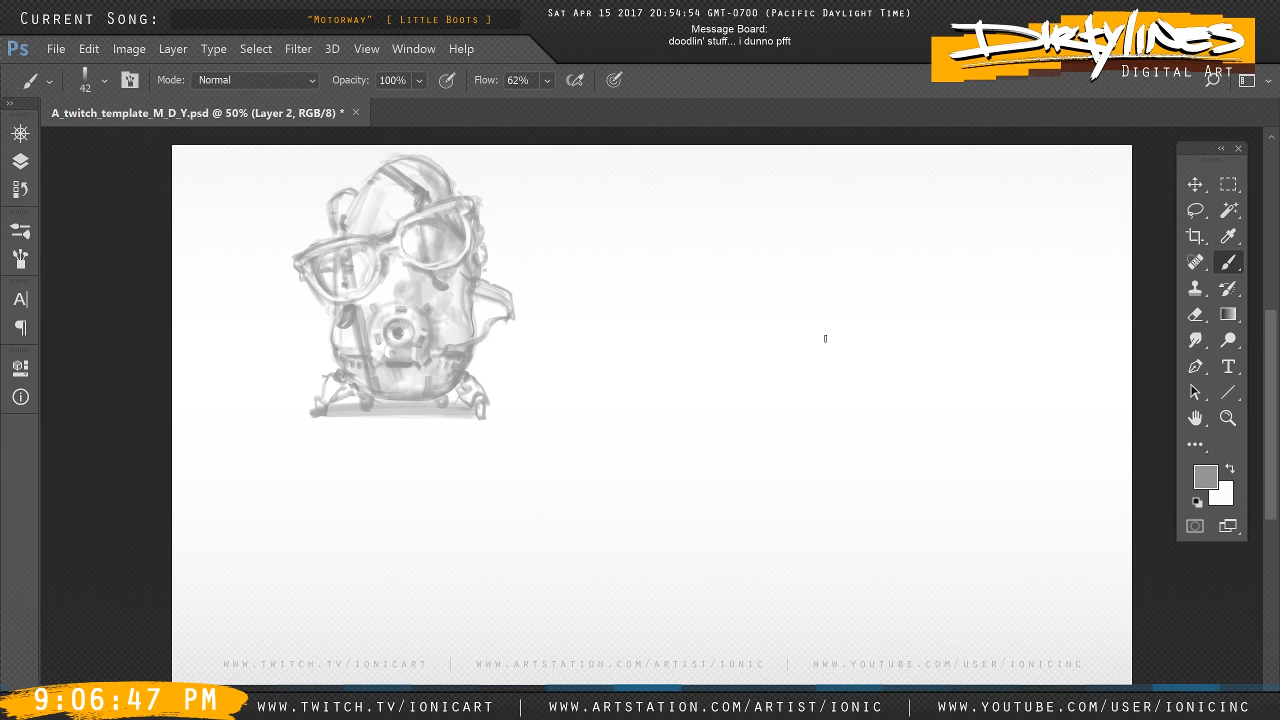 Current Song:
"Motorway" [ Little Boots ]
Sat Apr 15 2017 20:54:54 GMT-0700 (Pacific Daylight Time)
Message Board:
doodlin' stuff... i dunno pfft
Dirtylines
Digital Art
Ps File Edit Image Layer Type Select Filter 3D View Window Help
42 Mode: Normal Opacity: 100% Flow: 62%
A_twitch_template_M_D_Y.psd @ 50% (Layer 2, RGB/8) *
www.twitch.tv/ionicart | www.artstation.com/artist/ionic | www.youtube.com/user/ionicinc
9:06:47 PM
www.twitch.tv/ionicart | www.artstation.com/artist/ionic | www.youtube.com/user/ionicinc